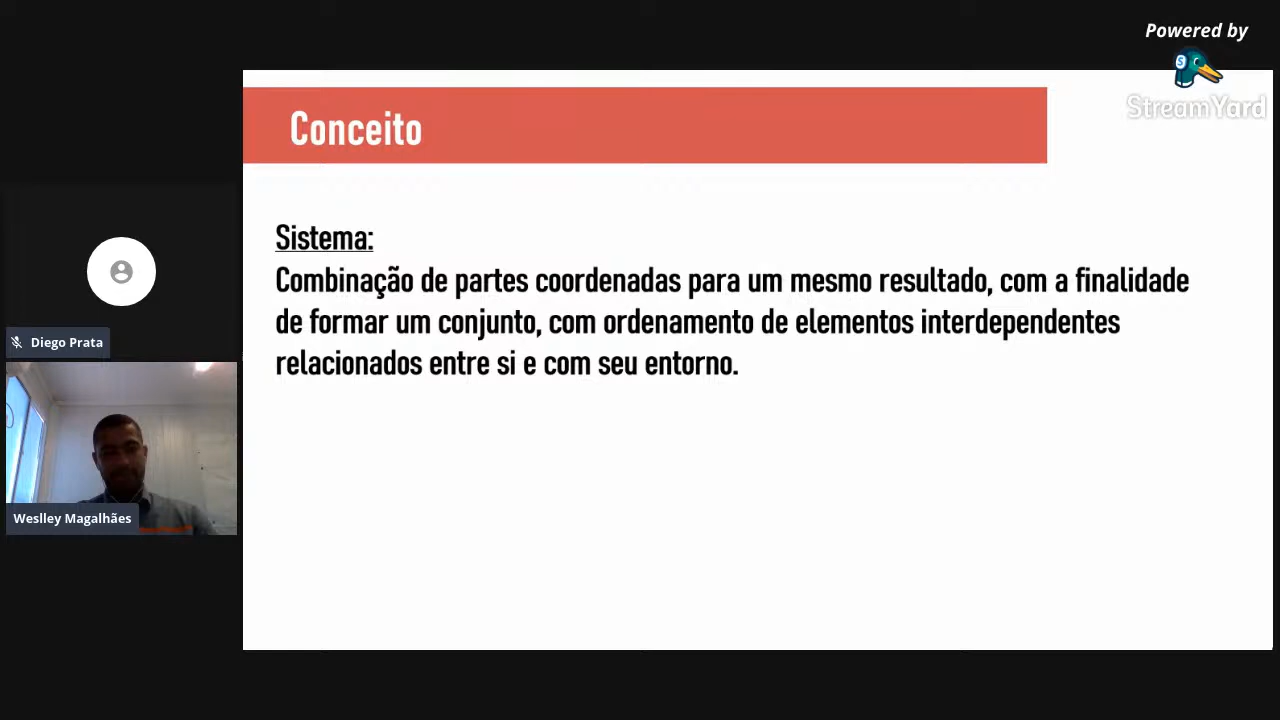 Powered by
StreamYard
Conceito
Sistema:
Combinação de partes coordenadas para um mesmo resultado, com a finalidade
de formar um conjunto, com ordenamento de elementos interdependentes
relacionados entre si e com seu entorno.
Diego Prata
Weslley Magalhães